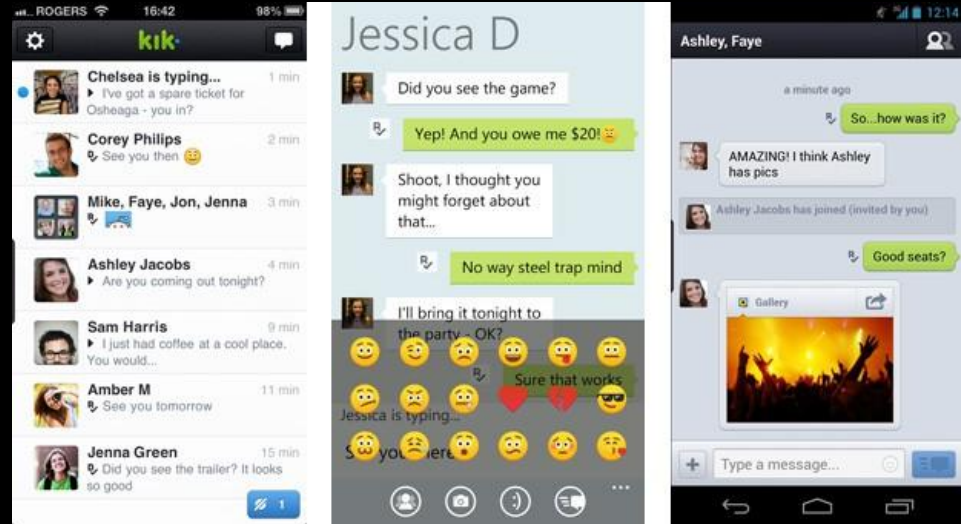 ROGERS 16:42 98%
kik
Chelsea is typing... 1 min
I've got a spare ticket for
Osheaga - you in?
Corey Philips 2 min
See you then
Mike, Faye, Jon, Jenna 3 min
Ashley Jacobs 4 min
Are you coming out tonight?
Sam Harris 9 min
I just had coffee at a cool place.
You would...
Amber M 11 min
See you tomorrow
Jenna Green 15 min
Did you see the trailer? It looks
so good
1
Jessica D
Did you see the game?
R
Yep! And you owe me $20!
Shoot, I thought you
might forget about
that...
R
No way steel trap mind
I'll bring it tonight to
the party - OK?
R
Sure that works
Jessica is typing...
12:14
Ashley, Faye
a minute ago
R So...how was it?
AMAZING! I think Ashley
has pics
Ashley Jacobs has joined (invited by you)
R Good seats?
Gallery
Type a message...